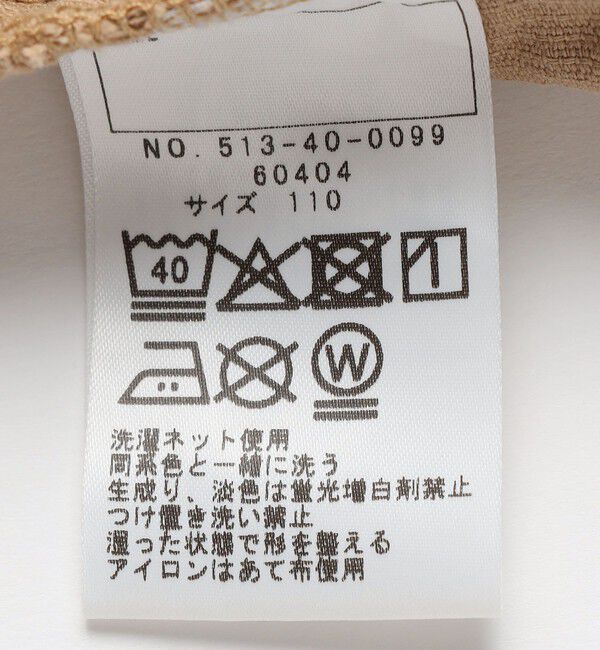 NO. 513-40-0099
60404
サイズ 110
40
W
洗濯ネット使用
同系色と一緒に洗う
生成り、淡色は蛍光増白剤禁止
つけ置き洗い禁止
湿った状態で形を整える
アイロンはあて布使用